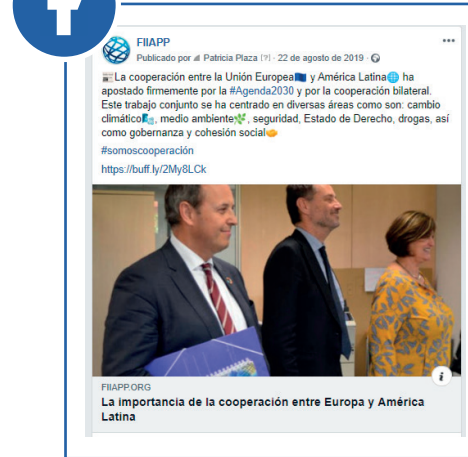 FIIAPP
Publicado por Patricia Plaza [?] · 22 de agosto de 2019 ·
La cooperación entre la Unión Europea y América Latina ha
apostado firmemente por la #Agenda2030 y por la cooperación bilateral.
Este trabajo conjunto se ha centrado en diversas áreas como son: cambio
climático, medio ambiente, seguridad, Estado de Derecho, drogas, así
como gobernanza y cohesión social
#somoscooperación
https://buff.ly/2My8LCk
FIIAPP.ORG
La importancia de la cooperación entre Europa y América
Latina